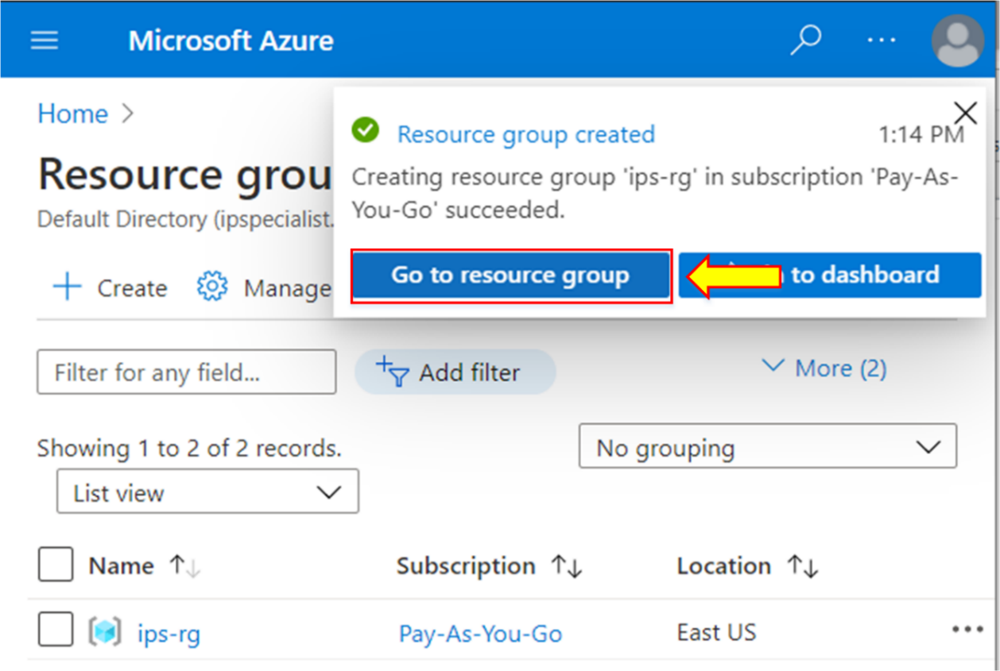 Microsoft Azure
Home
Resource group created 1:14 PM
Creating resource group 'ips-rg' in subscription 'Pay-As-
You-Go' succeeded.
Go to resource group
to dashboard
Resource grou
Default Directory (ipspecialist.
Create Manage
Filter for any field...
Add filter
More (2)
Showing 1 to 2 of 2 records.
No grouping
List view
Name Subscription Location
ips-rg Pay-As-You-Go East US